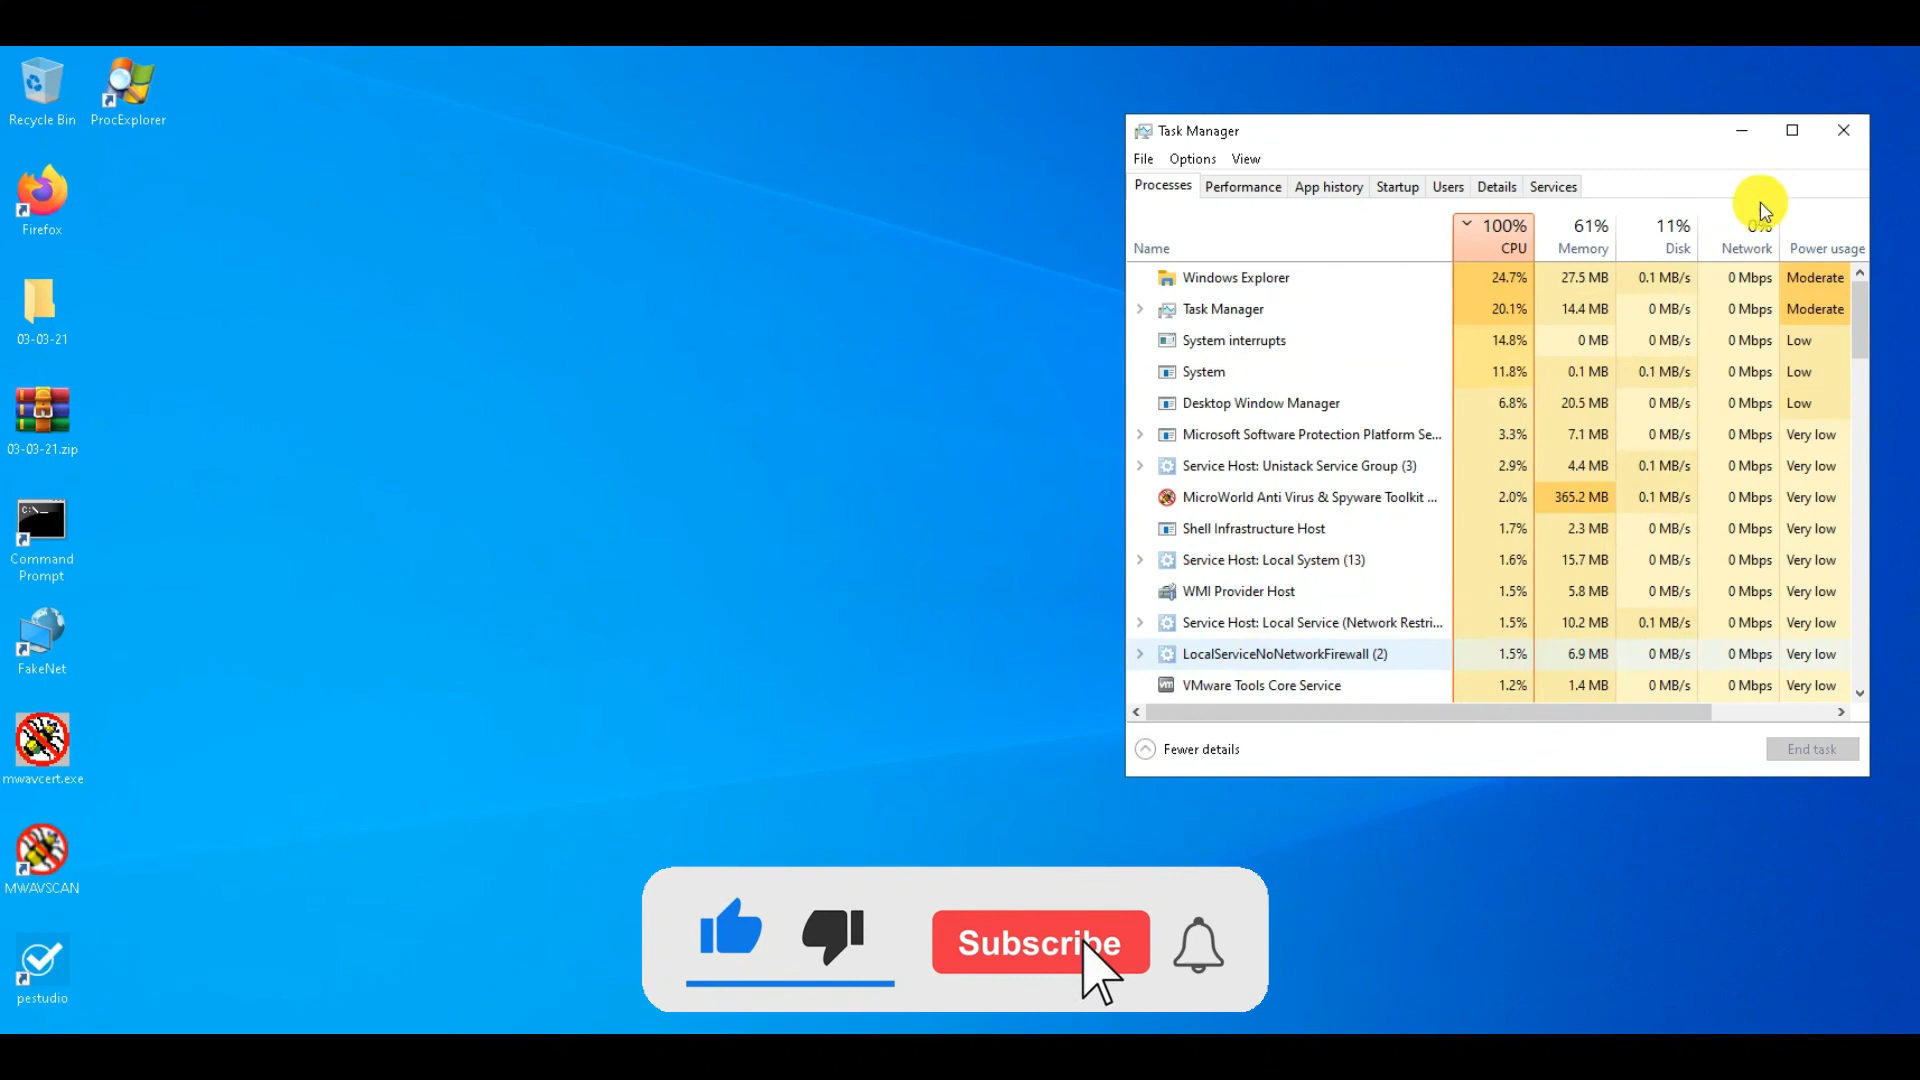 Recycle Bin
ProcExplorer
Firefox
03-03-21
03-03-21.zip
Command
Prompt
FakeNet
mwavcert.exe
MWAVSCAN
pestudio
Task Manager
File Options View
Processes Performance App history Startup Users Details Services
100% 61% 11% 0%
Name CPU Memory Disk Network Power usage
Windows Explorer 24.7% 27.5 MB 0.1 MB/s 0 Mbps Moderate
Task Manager 20.1% 14.4 MB 0 MB/s 0 Mbps Moderate
System interrupts 14.8% 0 MB 0 MB/s 0 Mbps Low
System 11.8% 0.1 MB 0.1 MB/s 0 Mbps Low
Desktop Window Manager 6.8% 20.5 MB 0 MB/s 0 Mbps Low
Microsoft Software Protection Platform Se... 3.3% 7.1 MB 0 MB/s 0 Mbps Very low
Service Host: Unistack Service Group (3) 2.9% 4.4 MB 0.1 MB/s 0 Mbps Very low
MicroWorld Anti Virus & Spyware Toolkit ... 2.0% 365.2 MB 0.1 MB/s 0 Mbps Very low
Shell Infrastructure Host 1.7% 2.3 MB 0 MB/s 0 Mbps Very low
Service Host: Local System (13) 1.6% 15.7 MB 0 MB/s 0 Mbps Very low
WMI Provider Host 1.5% 5.8 MB 0 MB/s 0 Mbps Very low
Service Host: Local Service (Network Restri... 1.5% 10.2 MB 0.1 MB/s 0 Mbps Very low
LocalServiceNoNetworkFirewall (2) 1.5% 6.9 MB 0 MB/s 0 Mbps Very low
VMware Tools Core Service 1.2% 1.4 MB 0 MB/s 0 Mbps Very low
Fewer details
End task
Subscribe